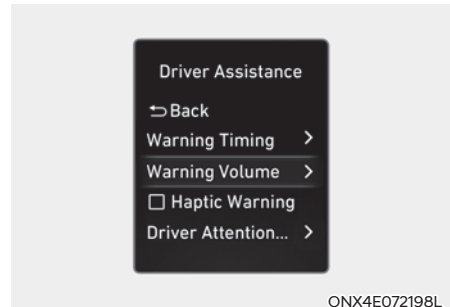 Driver Assistance
⮌ Back
Warning Timing >
Warning Volume >
☐ Haptic Warning
Driver Attention... >
ONX4E072198L